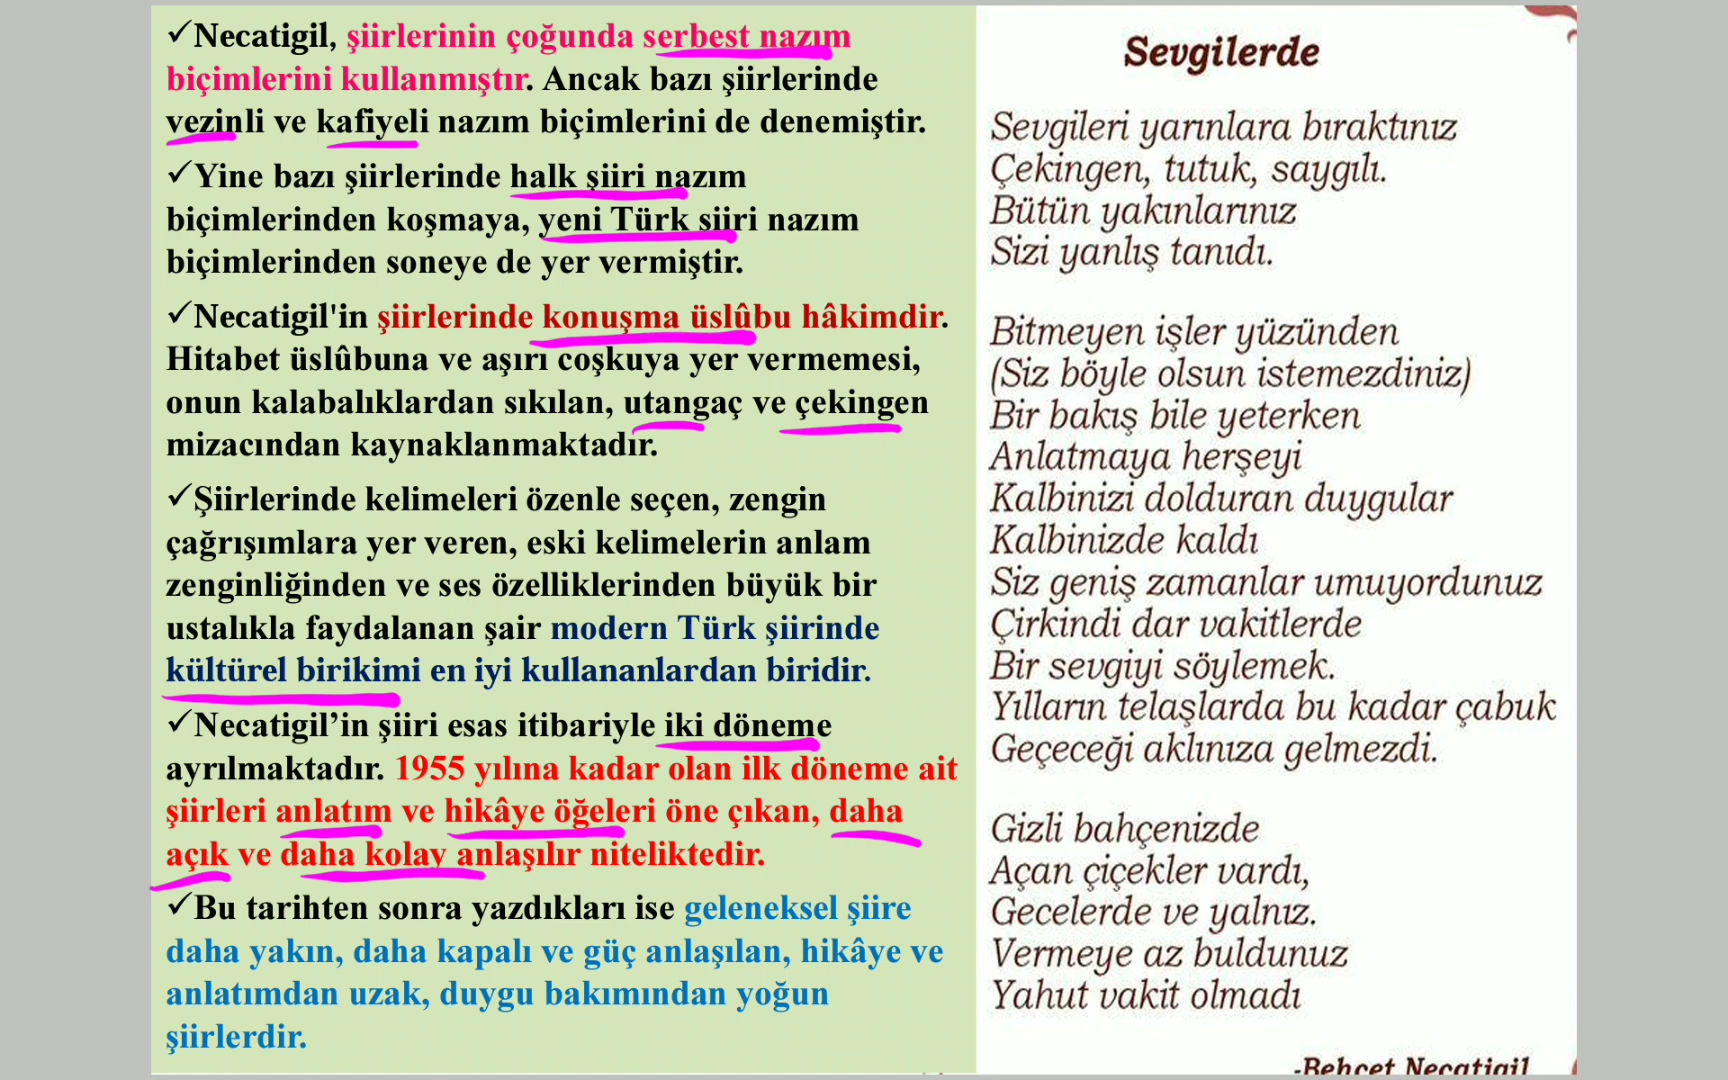 ✓Necatigil, şiirlerinin çoğunda serbest nazım
biçimlerini kullanmıştır. Ancak bazı şiirlerinde
vezinli ve kafiyeli nazım biçimlerini de denemiştir.
✓Yine bazı şiirlerinde halk şiiri nazım
biçimlerinden koşmaya, yeni Türk şiiri nazım
biçimlerinden soneye de yer vermiştir.
✓Necatigil'in şiirlerinde konuşma üslûbu hâkimdir.
Hitabet üslûbuna ve aşırı coşkuya yer vermemesi,
onun kalabalıklardan sıkılan, utangaç ve çekingen
mizacından kaynaklanmaktadır.
✓Şiirlerinde kelimeleri özenle seçen, zengin
çağrışımlara yer veren, eski kelimelerin anlam
zenginliğinden ve ses özelliklerinden büyük bir
ustalıkla faydalanan şair modern Türk şiirinde
kültürel birikimi en iyi kullananlardan biridir.
✓Necatigil’in şiiri esas itibariyle iki döneme
ayrılmaktadır. 1955 yılına kadar olan ilk döneme ait
şiirleri anlatım ve hikâye öğeleri öne çıkan, daha
açık ve daha kolay anlaşılır niteliktedir.
✓Bu tarihten sonra yazdıkları ise geleneksel şiire
daha yakın, daha kapalı ve güç anlaşılan, hikâye ve
anlatımdan uzak, duygu bakımından yoğun
şiirlerdir.
Sevgilerde
Sevgileri yarınlara bıraktınız
Çekingen, tutuk, saygılı.
Bütün yakınlarınız
Sizi yanlış tanıdı.
Bitmeyen işler yüzünden
(Siz böyle olsun istemezdiniz)
Bir bakış bile yeterken
Anlatmaya herşeyi
Kalbinizi dolduran duygular
Kalbinizde kaldı
Siz geniş zamanlar umuyordunuz
Çirkindi dar vakitlerde
Bir sevgiyi söylemek.
Yılların telaşlarda bu kadar çabuk
Geçeceği aklınıza gelmezdi.
Gizli bahçenizde
Açan çiçekler vardı,
Gecelerde ve yalnız.
Vermeye az buldunuz
Yahut vakit olmadı
-Behçet Necatigil